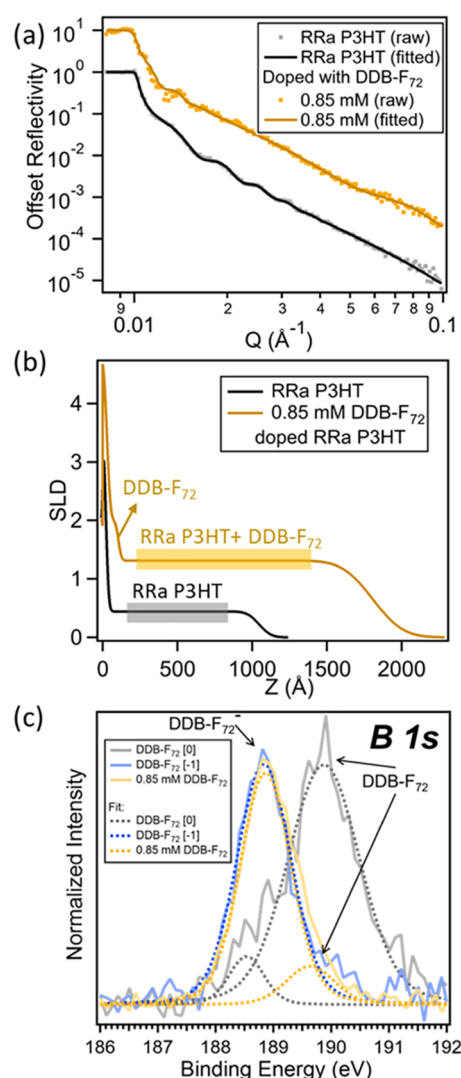 (a)
RRa P3HT (raw)
RRa P3HT (fitted)
Doped with DDB-F₇₂
0.85 mM (raw)
0.85 mM (fitted)
Offset Reflectivity
10¹
10⁰
10⁻¹
10⁻²
10⁻³
10⁻⁴
10⁻⁵
9 2 3 4 5 6 7 8 9
0.01 0.1
Q (Å⁻¹)
(b)
RRa P3HT
0.85 mM DDB-F₇₂
doped RRa P3HT
SLD
4
3
2
1
0
DDB-F₇₂
RRa P3HT+ DDB-F₇₂
RRa P3HT
0 500 1000 1500 2000
Z (Å)
(c)
DDB-F₇₂⁻
B 1s
DDB-F₇₂ [0]
DDB-F₇₂ [-1]
0.85 mM DDB-F₇₂
Fit:
DDB-F₇₂ [0]
DDB-F₇₂ [-1]
0.85 mM DDB-F₇₂
DDB-F₇₂
Normalized Intensity
186 187 188 189 190 191 192
Binding Energy (eV)